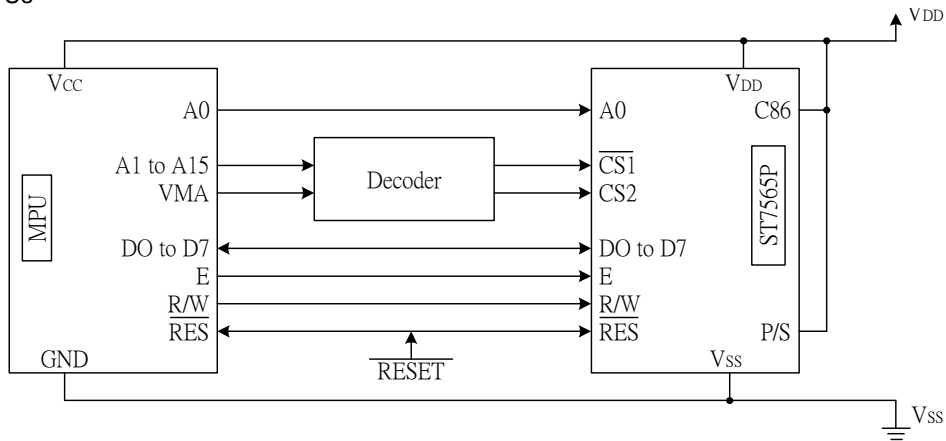 VDD
VCC
VDD
A0
A0
C86
A1 to A15
Decoder
CS1
VMA
CS2
MPU
ST7565P
DO to D7
DO to D7
E
E
R/W
R/W
RES
RES
P/S
RESET
GND
VSS
VSS